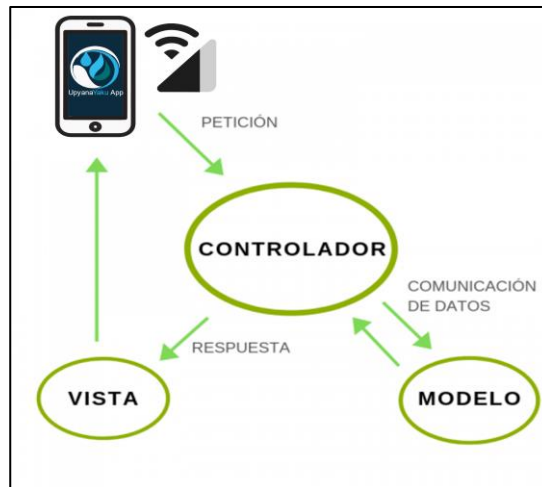 UpyanaYaku App
PETICIÓN
CONTROLADOR
COMUNICACIÓN
DE DATOS
RESPUESTA
VISTA
MODELO